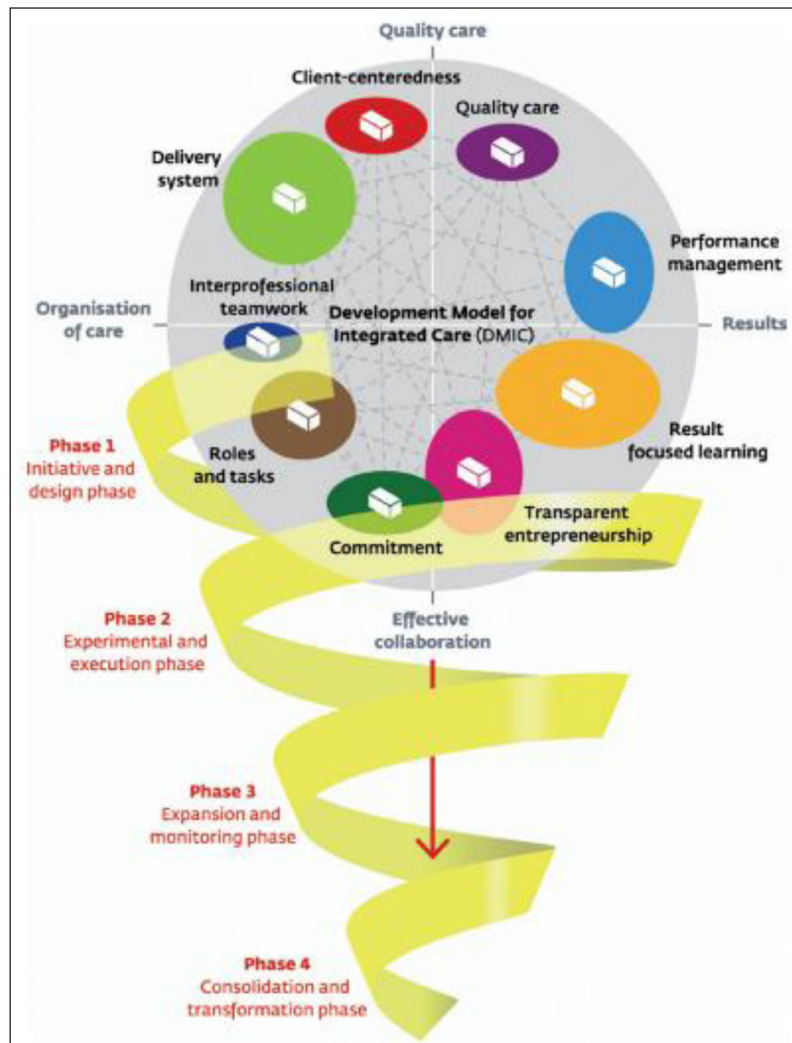 Quality care
Client-centeredness
Quality care
Delivery
system
Performance
management
Interprofessional
teamwork
Organisation
of care
Development Model for
Integrated Care (DMIC)
Results
Phase 1
Initiative and
design phase
Roles
and tasks
Result
focused learning
Commitment
Transparent
entrepreneurship
Effective
collaboration
Phase 2
Experimental and
execution phase
Phase 3
Expansion and
monitoring phase
Phase 4
Consolidation and
transformation phase